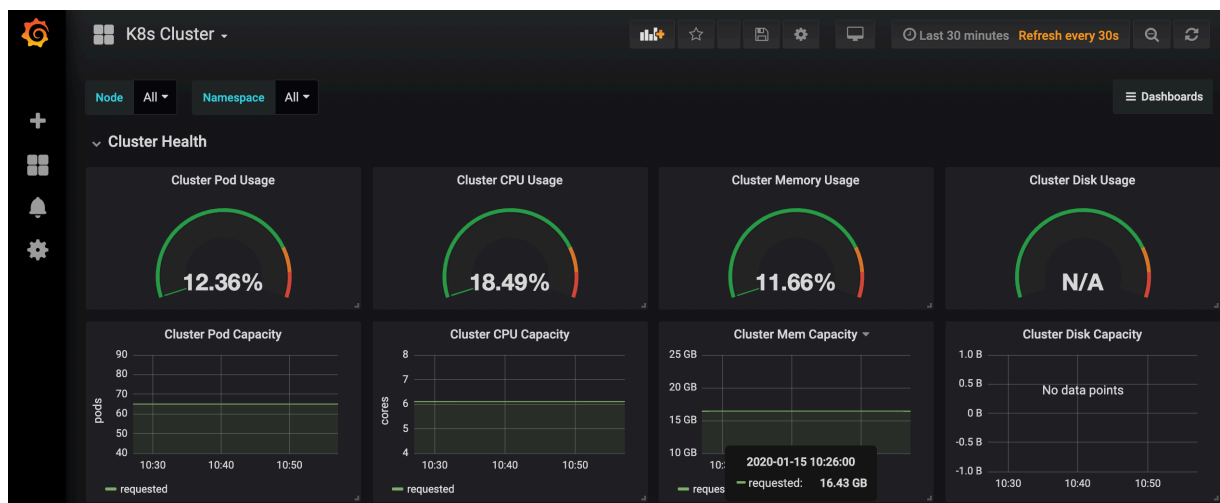 K8s Cluster
Last 30 minutes Refresh every 30s
Node All Namespace All
Dashboards
Cluster Health
Cluster Pod Usage
12.36%
Cluster CPU Usage
18.49%
Cluster Memory Usage
11.66%
Cluster Disk Usage
N/A
Cluster Pod Capacity
90
80
70
60
50
40
pods
10:30 10:40 10:50
requested
Cluster CPU Capacity
8
7
6
5
4
cores
10:30 10:40 10:50
requested
Cluster Mem Capacity
25 GB
20 GB
15 GB
10 GB
10:
reques
2020-01-15 10:26:00
requested: 16.43 GB
Cluster Disk Capacity
1.0 B
0.5 B
0 B
-0.5 B
-1.0 B
No data points
10:30 10:40 10:50